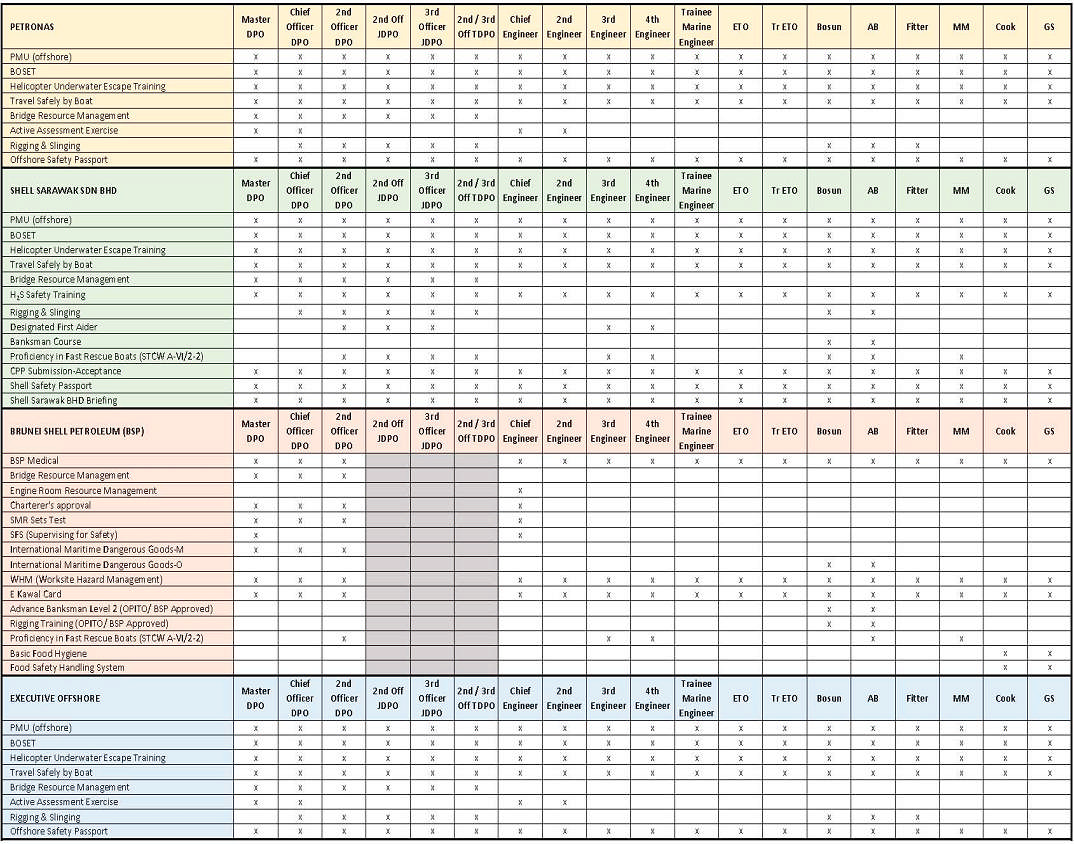 PETRONAS Master DPO Chief Officer DPO 2nd Officer DPO 2nd Off JDPO 3rd Officer JDPO 2nd / 3rd Off TDPO Chief Engineer 2nd Engineer 3rd Engineer 4th Engineer Trainee Marine Engineer ETO Tr ETO Bosun AB Fitter MM Cook GS
PMU (offshore) x x x x x x x x x x x x x x x x x x x
BOSET x x x x x x x x x x x x x x x x x x x
Helicopter Underwater Escape Training x x x x x x x x x x x x x x x x x x x
Travel Safely by Boat x x x x x x x x x x x x x x x x x x x
Bridge Resource Management x x x x x x
Active Assessment Exercise x x x x
Rigging & Slinging x x x x x x x x
Offshore Safety Passport x x x x x x x x x x x x x x x x x x x
SHELL SARAWAK SDN BHD Master DPO Chief Officer DPO 2nd Officer DPO 2nd Off JDPO 3rd Officer JDPO 2nd / 3rd Off TDPO Chief Engineer 2nd Engineer 3rd Engineer 4th Engineer Trainee Marine Engineer ETO Tr ETO Bosun AB Fitter MM Cook GS
PMU (offshore) x x x x x x x x x x x x x x x x x x x
BOSET x x x x x x x x x x x x x x x x x x x
Helicopter Underwater Escape Training x x x x x x x x x x x x x x x x x x x
Travel Safely by Boat x x x x x x x x x x x x x x x x x x x
Bridge Resource Management x x x x x x
H₂S Safety Training x x x x x x x x x x x x x x x x x x x
Rigging & Slinging x x x x x x x
Designated First Aider x x x x x
Banksman Course x x
Proficiency in Fast Rescue Boats (STCW A-VI/2-2) x x x x x x x x x
CPP Submission-Acceptance x x x x x x x x x x x x x x x x x x x
Shell Safety Passport x x x x x x x x x x x x x x x x x x x
Shell Sarawak BHD Briefing x x x x x x x x x x x x x x x x x x x
BRUNEI SHELL PETROLEUM (BSP) Master DPO Chief Officer DPO 2nd Officer DPO 2nd Off JDPO 3rd Officer JDPO 2nd / 3rd Off TDPO Chief Engineer 2nd Engineer 3rd Engineer 4th Engineer Trainee Marine Engineer ETO Tr ETO Bosun AB Fitter MM Cook GS
BSP Medical x x x x x x x x x x x x x x x x
Bridge Resource Management x x x
Engine Room Resource Management x
Charterer's approval x x x x
SMR Sets Test x x x x
SFS (Supervising for Safety) x x
International Maritime Dangerous Goods-M x x x
International Maritime Dangerous Goods-O x x
WHM (Worksite Hazard Management) x x x x x x x x x x x x x x x x
E Kawal Card x x x x x x x x x x x x x x x x
Advance Banksman Level 2 (OPITO/ BSP Approved) x x
Rigging Training (OPITO/ BSP Approved) x x
Proficiency in Fast Rescue Boats (STCW A-VI/2-2) x x x x x
Basic Food Hygiene x x
Food Safety Handling System x x
EXECUTIVE OFFSHORE Master DPO Chief Officer DPO 2nd Officer DPO 2nd Off JDPO 3rd Officer JDPO 2nd / 3rd Off TDPO Chief Engineer 2nd Engineer 3rd Engineer 4th Engineer Trainee Marine Engineer ETO Tr ETO Bosun AB Fitter MM Cook GS
PMU (offshore) x x x x x x x x x x x x x x x x x x x
BOSET x x x x x x x x x x x x x x x x x x x
Helicopter Underwater Escape Training x x x x x x x x x x x x x x x x x x x
Travel Safely by Boat x x x x x x x x x x x x x x x x x x x
Bridge Resource Management x x x x x x
Active Assessment Exercise x x x x
Rigging & Slinging x x x x x x x x
Offshore Safety Passport x x x x x x x x x x x x x x x x x x x